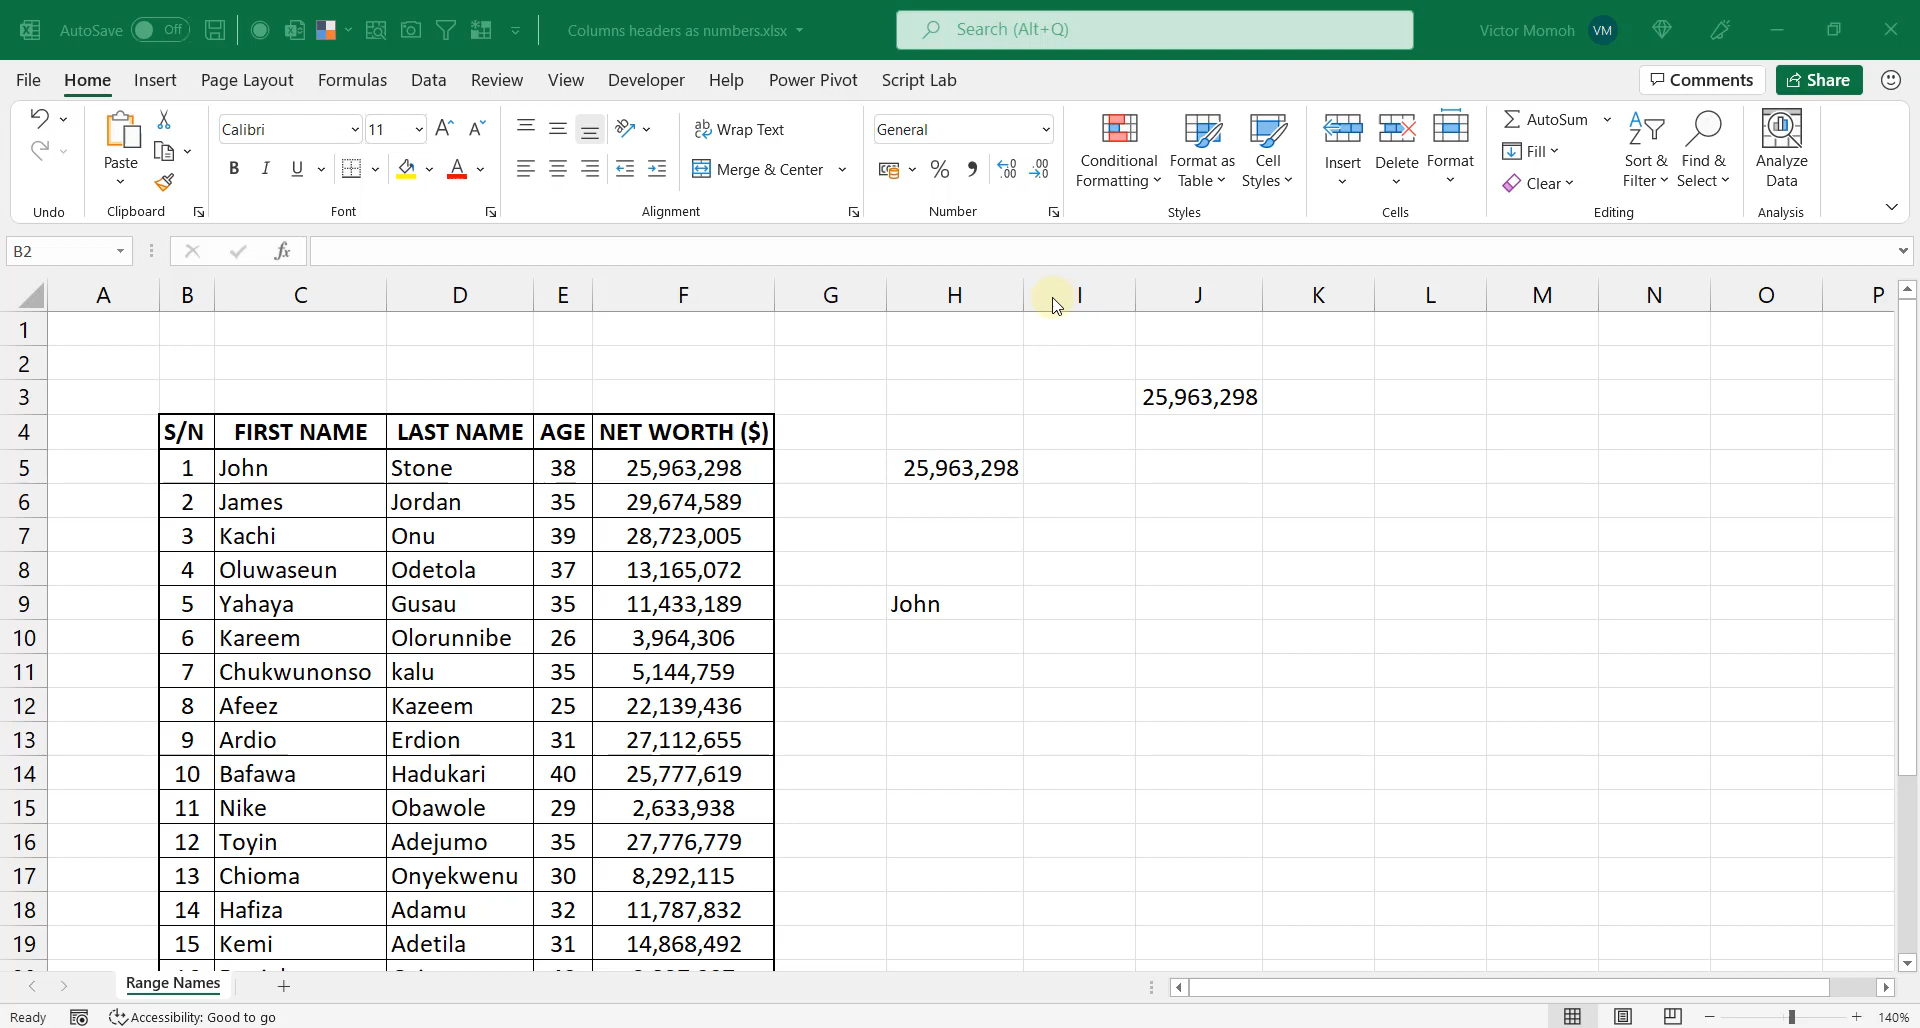 AutoSave Off Columns headers as numbers.xlsx Search (Alt+Q) Victor Momoh VM
File Home Insert Page Layout Formulas Data Review View Developer Help Power Pivot Script Lab Comments Share
Calibri 11 Wrap Text General AutoSum
Paste B I U Merge & Center % Conditional Formatting Format as Table Cell Styles Insert Delete Format Fill Sort & Filter Find & Select Analyze Data
Clear
Undo Clipboard Font Alignment Number Styles Cells Editing Analysis
B2 fx
A B C D E F G H I J K L M N O P
1
2
3 25,963,298
4 S/N FIRST NAME LAST NAME AGE NET WORTH ($)
5 1 John Stone 38 25,963,298 25,963,298
6 2 James Jordan 35 29,674,589
7 3 Kachi Onu 39 28,723,005
8 4 Oluwaseun Odetola 37 13,165,072
9 5 Yahaya Gusau 35 11,433,189 John
10 6 Kareem Olorunnibe 26 3,964,306
11 7 Chukwunonso kalu 35 5,144,759
12 8 Afeez Kazeem 25 22,139,436
13 9 Ardio Erdion 31 27,112,655
14 10 Bafawa Hadukari 40 25,777,619
15 11 Nike Obawole 29 2,633,938
16 12 Toyin Adejumo 35 27,776,779
17 13 Chioma Onyekwenu 30 8,292,115
18 14 Hafiza Adamu 32 11,787,832
19 15 Kemi Adetila 31 14,868,492
Range Names
Ready Accessibility: Good to go 140%